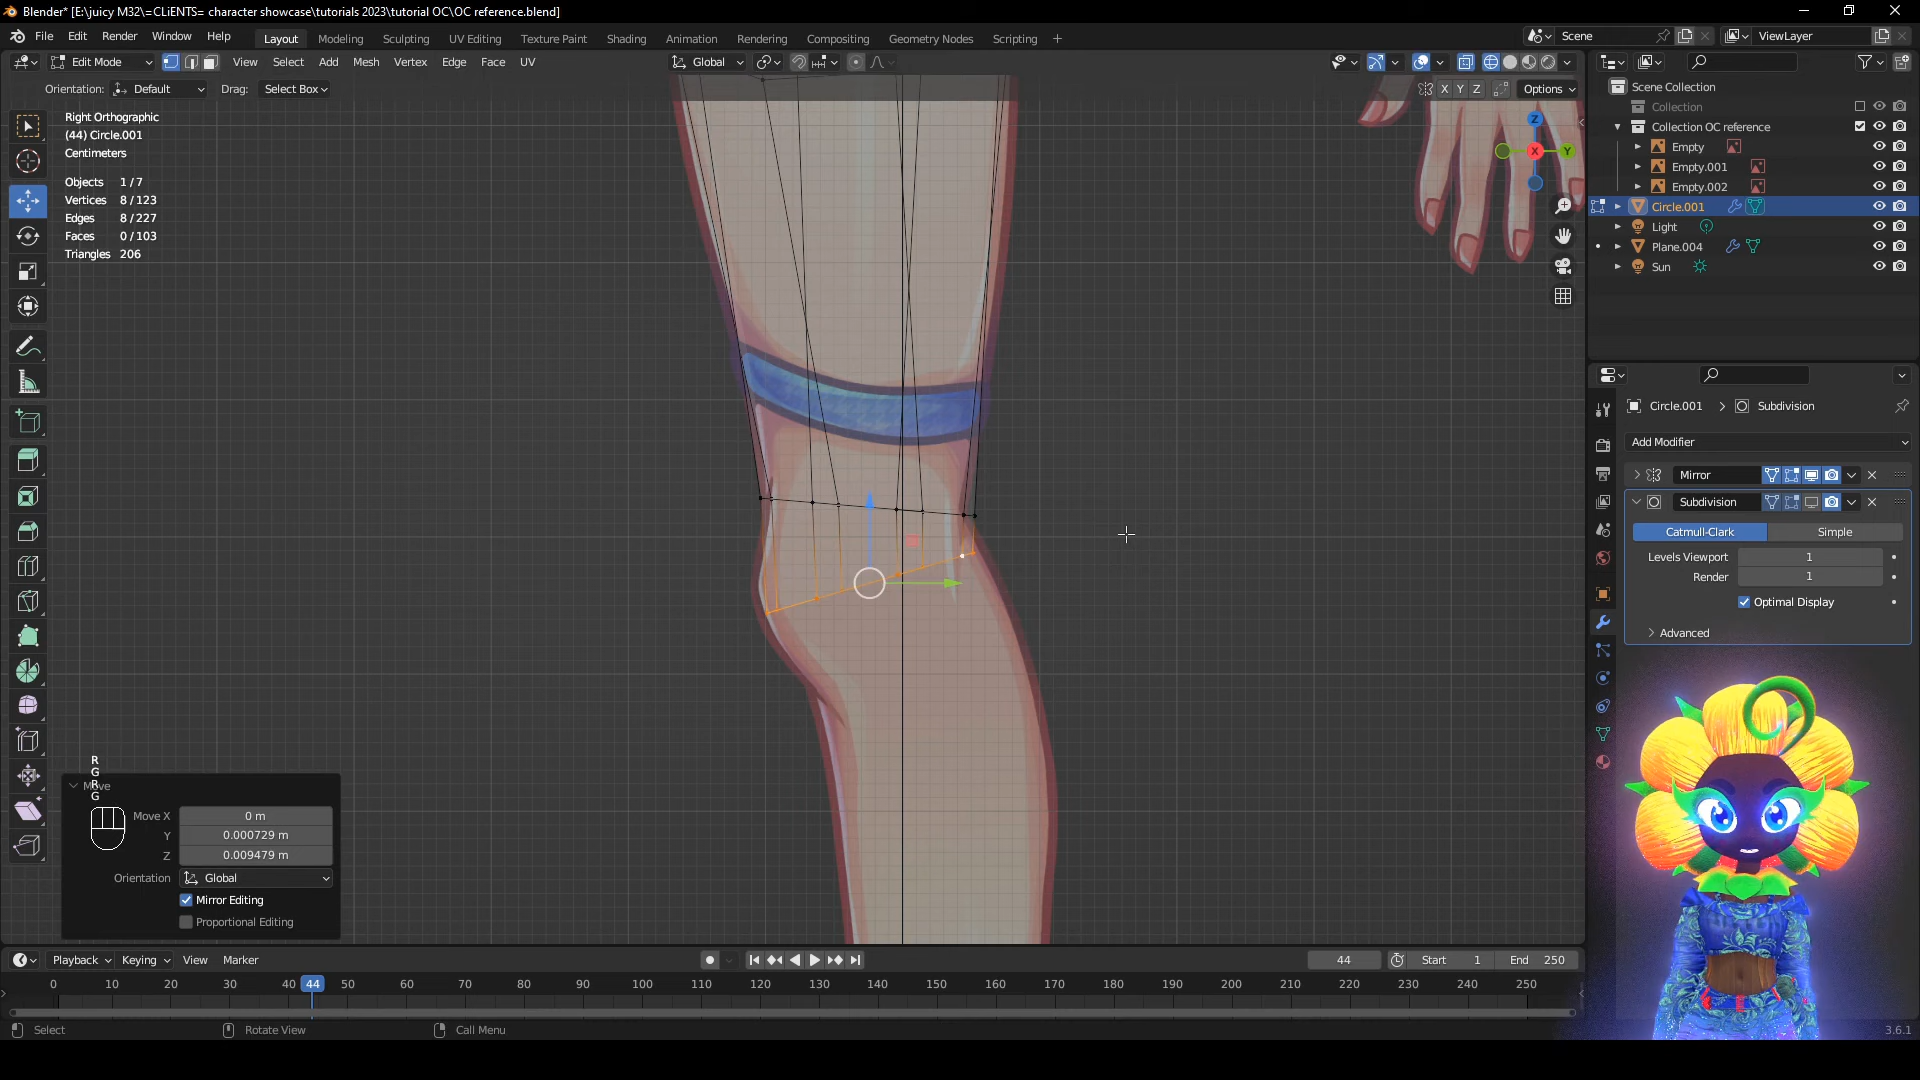 Blender* [E:\juicy M32\=CLiENTS= character showcase\tutorials 2023\tutorial OC\OC reference.blend]
File Edit Render Window Help Layout Modeling Sculpting UV Editing Texture Paint Shading Animation Rendering Compositing Geometry Nodes Scripting + Scene ViewLayer
Edit Mode View Select Add Mesh Vertex Edge Face UV Global
Orientation: Default Drag: Select Box X Y Z Options
Right Orthographic
(44) Circle.001
Centimeters
Objects 1/7
Vertices 8/123
Edges 8/227
Faces 0/103
Triangles 206
Z
X
Y
Scene Collection
Collection
Collection OC reference
Empty
Empty.001
Empty.002
Circle.001
Light
Plane.004
Sun
Circle.001 > Subdivision
Add Modifier
Mirror
Subdivision
Catmull-Clark Simple
Levels Viewport 1
Render 1
Optimal Display
Advanced
R
G
R
G
Move
Move X 0 m
Y 0.000729 m
Z 0.009479 m
Orientation Global
Mirror Editing
Proportional Editing
Playback Keying View Marker 44 Start 1 End 250
0 10 20 30 40 44 50 60 70 80 90 100 110 120 130 140 150 160 170 180 190 200 210 220 230 240 250
Select Rotate View Call Menu 3.6.1